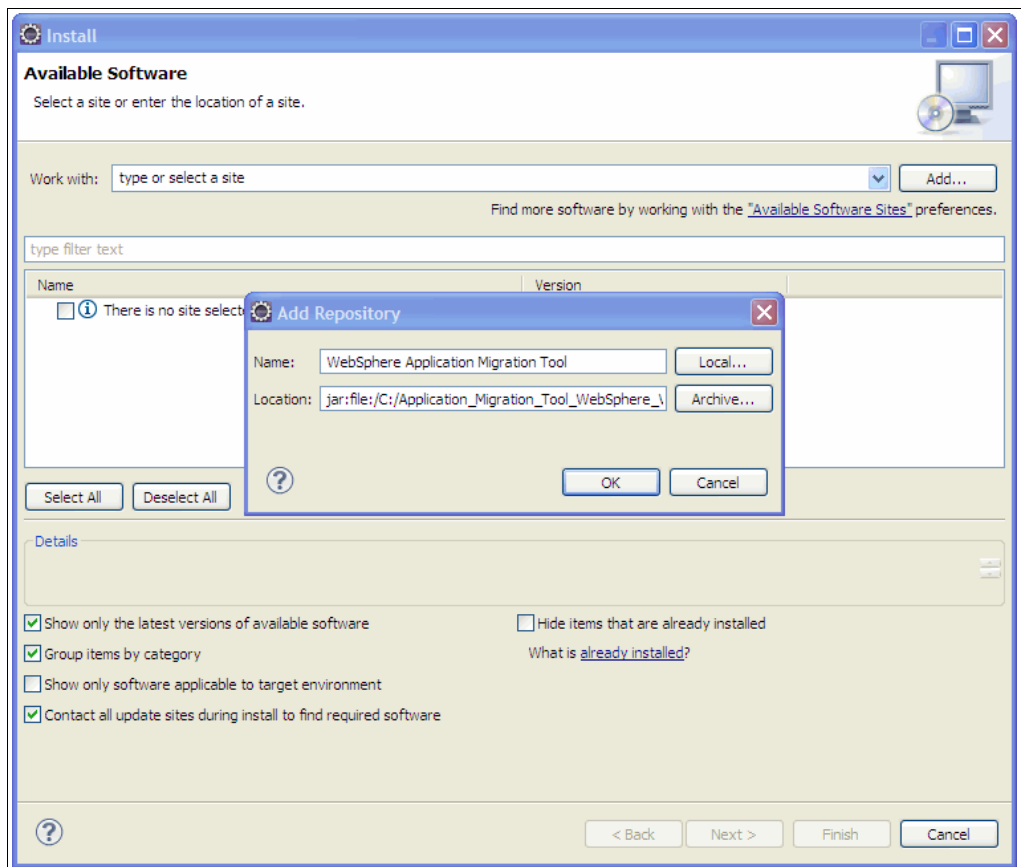 Install
Available Software
Select a site or enter the location of a site.
Work with: type or select a site Add...
Find more software by working with the "Available Software Sites" preferences.
type filter text
Name Version
There is no site selecte
Add Repository
Name: WebSphere Application Migration Tool Local...
Location: jar:file:/C:/Application_Migration_Tool_WebSphere_\ Archive...
? OK Cancel
Select All Deselect All
Details
Show only the latest versions of available software Hide items that are already installed
Group items by category What is already installed?
Show only software applicable to target environment
Contact all update sites during install to find required software
? < Back Next > Finish Cancel